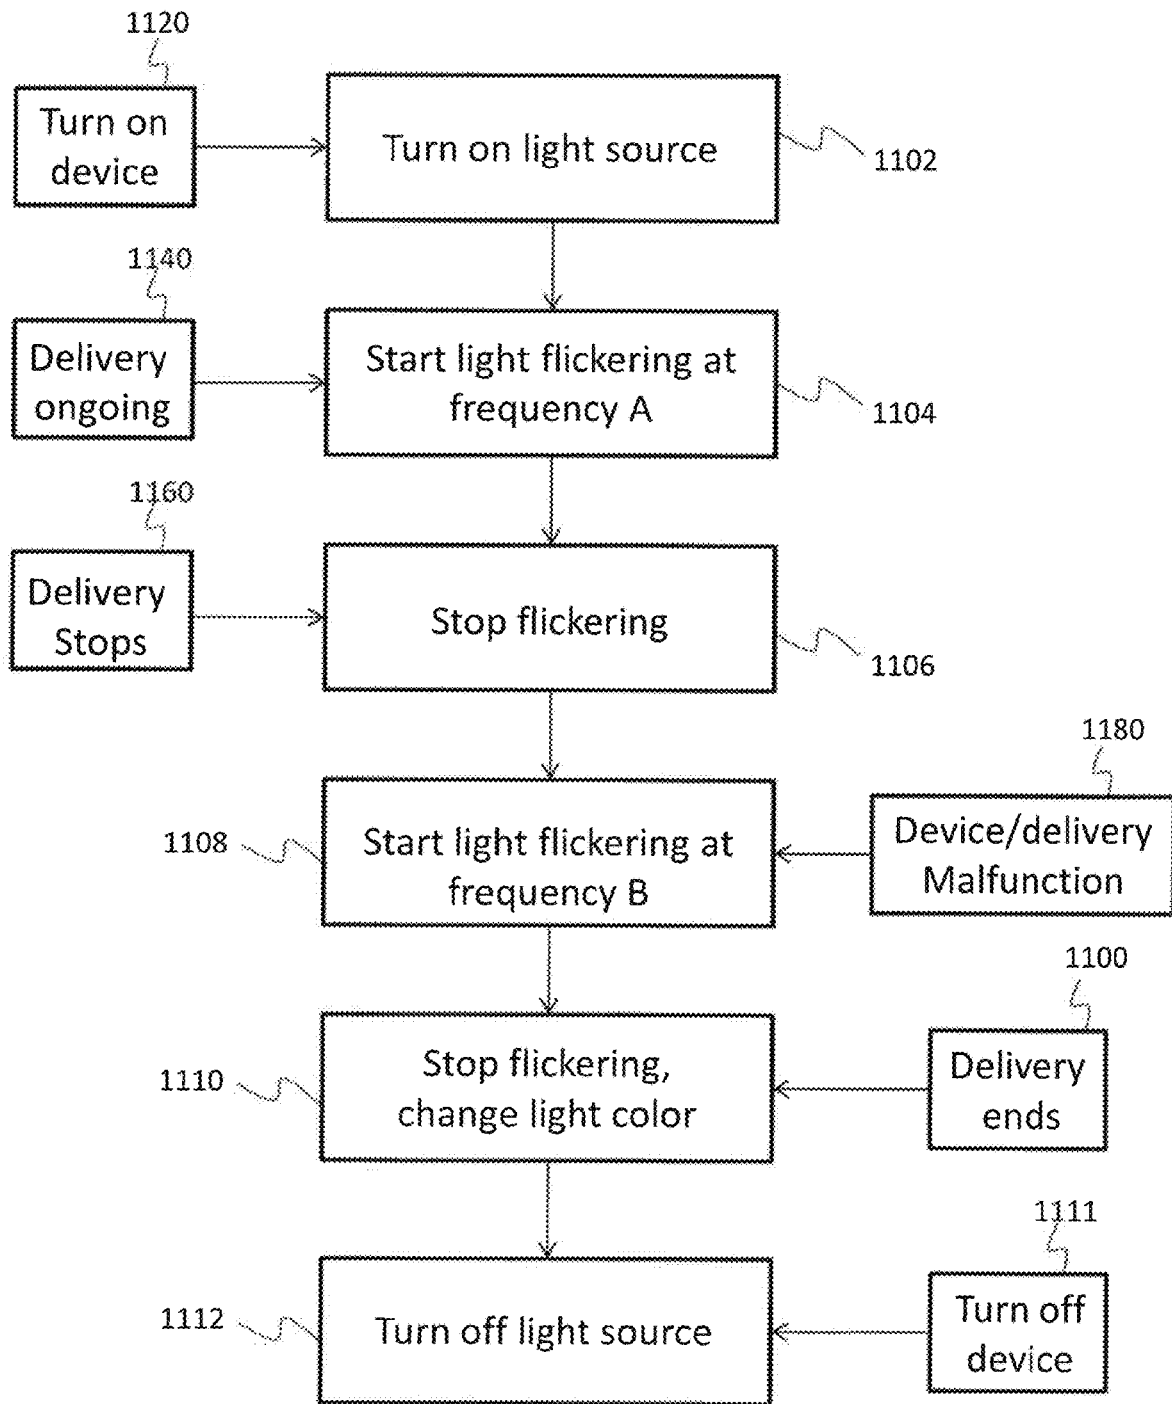 1120
Turn on
device
Turn on light source
1102
1140
Delivery
ongoing
Start light flickering at
frequency A
1104
1160
Delivery
Stops
Stop flickering
1106
1180
1108
Start light flickering at
frequency B
Device/delivery
Malfunction
1100
1110
Stop flickering,
change light color
Delivery
ends
1111
1112
Turn off light source
Turn off
device